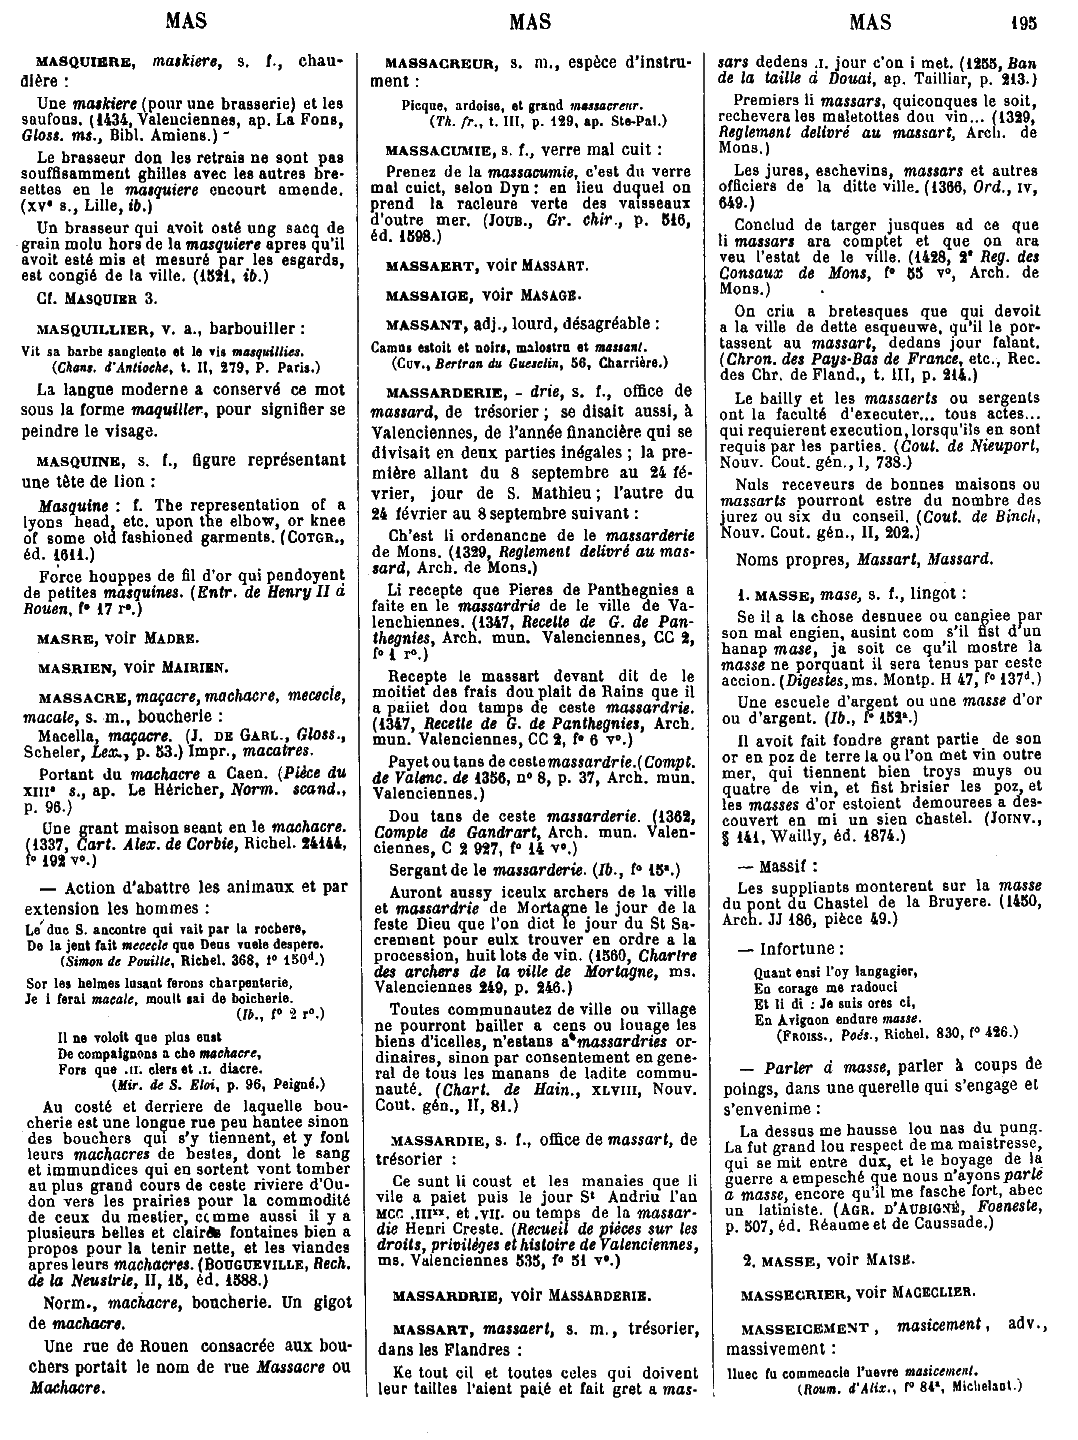 MAS
MAS
MAS
195
MASQUIERE, maskiere, s. f., chau-
dière :
Une maskiere (pour une brasserie) et les
saufons. (1434, Valenciennes, ap. La Fons,
Gloss. ms., Bibl. Amiens.)
Le brasseur don les retrais ne sont pas
souffisamment ghilles avec les autres bre-
settes en le masquiere encourt amende.
(XVe s., Lille, ib.)
Un brasseur qui avoit osté ung sacq de
grain molu hors de la masquiere apres qu'il
avoit esté mis et mesuré par les esgards,
est congié de la ville. (1521, ib.)
Cf. MASQUIER 3.
MASQUILLIER, v. a., barbouiller :
Vit sa barbe sanglente et le vis masquillies.
(Chans. d'Antioche, t. II, 279, P. Paris.)
La langue moderne a conservé ce mot
sous la forme maquiller, pour signifier se
peindre le visage.
MASQUINE, s. f., figure représentant
une tête de lion :
Masquine : f. The representation of a
lyons head, etc. upon the elbow, or knee
of some old fashioned garments. (COTGR.,
éd. 1611.)
Force houppes de fil d'or qui pendoyent
de petites masquines. (Entr. de Henry II à
Rouen, fo 17 ro.)
MASRE, voir MADRE.
MASRIEN, voir MAIRIEN.
MASSACRE, maçacre, machacre, mececle,
macale, s. m., boucherie :
Macella, maçacre. (J. DE GARL., Gloss.,
Scheler, Lex., p. 53.) Impr., macatres.
Portant du machacre a Caen. (Pièce du
XIIIe s., ap. Le Héricher, Norm. scand.,
p. 96.)
Une grant maison seant en le machacre.
(1337, Cart. Alex. de Corbie, Richel. 24144,
fo 192 vo.)
— Action d'abattre les animaux et par
extension les hommes :
Le duc S. ancontre qui vait par la rochere,
De la jent fait mececle que Deus vuele despere.
(Simon de Pouille, Richel. 368, fo 150d.)
Sor les helmes lusant ferons charpenterie,
Je i feral macale, moult sai de boicherie.
(Ib., fo 2 ro.)
Il ne voloit que plus eust
De compaignons a che machacre,
Fors que .II. clers et .I. diacre.
(Mir. de S. Eloi, p. 96, Peigné.)
Au costé et derriere de laquelle bou-
cherie est une longue rue peu hantee sinon
des bouchers qui s'y tiennent, et y font
leurs machacres de bestes, dont le sang
et immundices qui en sortent vont tomber
au plus grand cours de ceste riviere d'Ou-
don vers les prairies pour la commodité
de ceux du mestier, comme aussi il y a
plusieurs belles et claires fontaines bien a
propos pour la tenir nette, et les viandes
apres leurs machacres. (BOUGUEVILLE, Rech.
de la Neustrie, II, 15, éd. 1588.)
Norm., machacre, boucherie. Un gigot
de machacre.
Une rue de Rouen consacrée aux bou-
chers portait le nom de rue Massacre ou
Machacre.
MASSACREUR, s. m., espèce d'instru-
ment :
Picque, ardoise, et grand massacreur.
(Th. fr., t. III, p. 129, ap. Ste-Pal.)
MASSACUMIE, s. f., verre mal cuit :
Prenez de la massacumie, c'est du verre
mal cuict, selon Dyn : en lieu duquel on
prend la racleure verte des vaisseaux
d'outre mer. (JOUB., Gr. chir., p. 516,
éd. 1598.)
MASSAERT, voir MASSART.
MASSAIGE, voir MASAGE.
MASSANT, adj., lourd, désagréable :
Camus estoit et noirs, malostru et massant.
(CUV., Bertran du Guesclin, 56, Charrière.)
MASSARDERIE, - drie, s. f., office de
massard, de trésorier ; se disait aussi, à
Valenciennes, de l'année financière qui se
divisait en deux parties inégales ; la pre-
mière allant du 8 septembre au 24 fé-
vrier, jour de S. Mathieu ; l'autre du
24 février au 8 septembre suivant :
Ch'est li ordenancne de le massarderie
de Mons. (1329, Reglement delivré au mas-
sard, Arch. de Mons.)
Li recepte que Pieres de Panthegnies a
faite en le massardrie de le ville de Va-
lenchiennes. (1347, Recette de G. de Pan-
thegnies, Arch. mun. Valenciennes, CC 2,
fo 1 ro.)
Recepte le massart devant dit de le
moitiet des frais dou plait de Rains que il
a paiiet dou tamps de ceste massardrie.
(1347, Recette de G. de Panthegnies, Arch.
mun. Valenciennes, CC 2, fo 6 vo.)
Payet ou tans de ceste massardrie. (Compt.
de Valenc. de 1356, no 8, p. 37, Arch. mun.
Valenciennes.)
Dou tans de ceste massarderie. (1362,
Compte de Gandrart, Arch. mun. Valen-
ciennes, C 2 927, fo 14 vo.)
Sergant de le massarderie. (Ib., fo 15a.)
Auront aussy iceulx archers de la ville
et massardrie de Mortagne le jour de la
feste Dieu que l'on dict le jour du St Sa-
crement pour eulx trouver en ordre a la
procession, huit lots de vin. (1560, Chartre
des archers de la ville de Mortagne, ms.
Valenciennes 249, p. 246.)
Toutes communautez de ville ou village
ne pourront bailler a cens ou louage les
biens d'icelles, n'estans a massardries or-
dinaires, sinon par consentement en gene-
ral de tous les manans de ladite commu-
nauté. (Chart. de Hain., XLVIII, Nouv.
Cout. gén., II, 81.)
MASSARDIE, s. f., office de massart, de
trésorier :
Ce sunt li coust et les manaies que li
vile a paiet puis le jour St Andriu l'an
MCC .IIIxx. et .VII. ou temps de la massar-
die Henri Creste. (Recueil de pièces sur les
droits, privilèges et histoire de Valenciennes,
ms. Valenciennes 535, fo 51 vo.)
MASSARDRIE, voir MASSARDERIE.
MASSART, massaert, s. m., trésorier,
dans les Flandres :
Ke tout cil et toutes celes qui doivent
leur tailles l'aient paié et fait gret a mas-
sars dedens .I. jour c'on i met. (1255, Ban
de la taille à Douai, ap. Tailliar, p. 213.)
Premiers li massars, quiconques le soit,
rechevera les maletottes dou vin... (1329,
Reglement delivré au massart, Arch. de
Mons.)
Les jures, eschevins, massars et autres
officiers de la ditte ville. (1366, Ord., IV,
649.)
Conclud de targer jusques ad ce que
li massars ara comptet et que on ara
veu l'estat de le ville. (1428, 2e Reg. des
Consaux de Mons, fo 55 vo, Arch. de
Mons.)
On cria a bretesques que qui devoit
a la ville de dette esqueuwe, qu'il le por-
tassent au massart, dedans jour falant.
(Chron. des Pays-Bas de France, etc., Rec.
des Chr. de Fland., t. III, p. 214.)
Le bailly et les massaerts ou sergents
ont la faculté d'executer... tous actes...
qui requierent execution, lorsqu'ils en sont
requis par les parties. (Cout. de Nieuport,
Nouv. Cout. gén., I, 738.)
Nuls receveurs de bonnes maisons ou
massarts pourront estre du nombre des
jurez ou six du conseil. (Cout. de Binch,
Nouv. Cout. gén., II, 202.)
Noms propres, Massart, Massard.
1. MASSE, mase, s. f., lingot :
Se il a la chose desnuee ou cangiee par
son mal engien, ausint com s'il fist d'un
hanap mase, ja soit ce qu'il mostre la
masse ne porquant il sera tenus par ceste
accion. (Digestes, ms. Montp. H 47, fo 137d.)
Une escuele d'argent ou une masse d'or
ou d'argent. (Ib., fo 152a.)
Il avoit fait fondre grant partie de son
or en poz de terre la ou l'on met vin outre
mer, qui tiennent bien troys muys ou
quatre de vin, et fist brisier les poz, et
les masses d'or estoient demourees a des-
couvert en mi un sien chastel. (JOINV.,
§ 141, Wailly, éd. 1874.)
— Massif :
Les suppliants monterent sur la masse
du pont du Chastel de la Bruyere. (1450,
Arch. JJ 186, pièce 49.)
— Infortune :
Quant ensi l'oy langagier,
En corage me radouci
Et li di : Je suis ores ci,
En Avignon endure masse.
(FROISS., Poés., Richel. 830, fo 426.)
— Parler à masse, parler à coups de
poings, dans une querelle qui s'engage et
s'envenime :
La dessus me hausse lou nas du pung.
La fut grand lou respect de ma maistresse,
qui se mit entre dux, et le boyage de la
guerre a empesché que nous n'ayons parlé
a masse, encore qu'il me fasche fort, abec
un latiniste. (AGR. D'AUBIGNÉ, Foeneste,
p. 507, éd. Réaume et de Caussade.)
2. MASSE, voir MAISE.
MASSECRIER, voir MACECLIER.
MASSEICEMENT, masicement, adv.,
massivement :
Iluec fu commencie l'uevre masicement.
(Roum. d'Alix., fo 84a, Michelant.)